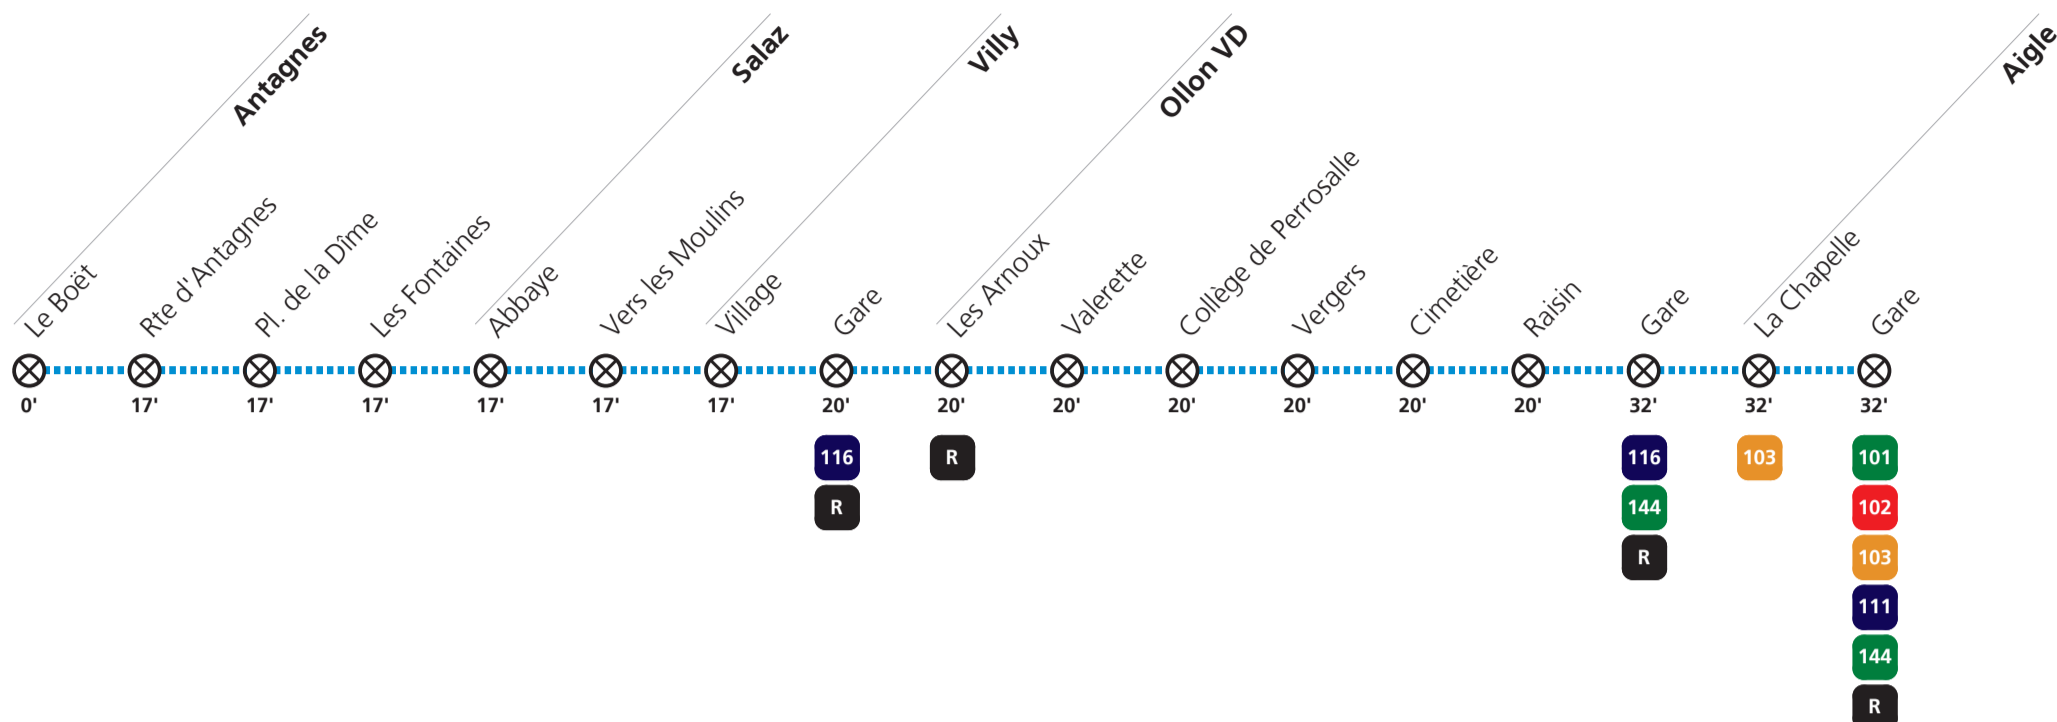 Antagnes
Salaz
Villy
Ollon VD
Aigle
Le Boët
Rte d'Antagnes
Pl. de la Dîme
Les Fontaines
Abbaye
Vers les Moulins
Village
Gare
Les Arnoux
Valerette
Collège de Perrosalle
Vergers
Cimetière
Raisin
Gare
La Chapelle
Gare
0' 17' 17' 17' 17' 17' 17' 20' 20' 20' 20' 20' 20' 20' 32' 32' 32'
116 R 116 103 101
R 144 102
R 103
111
144
R